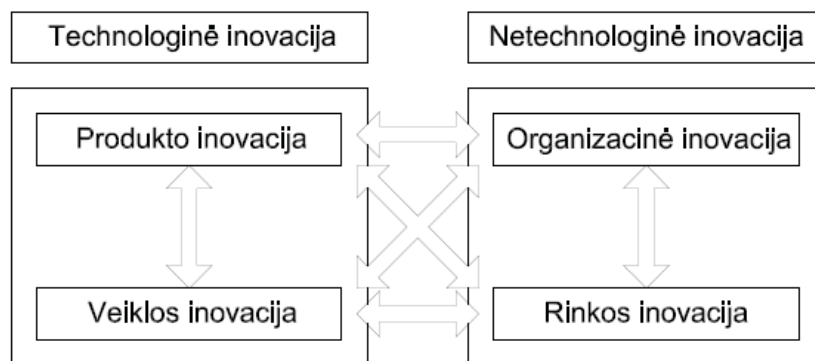 Technologinė inovacija
Netechnologinė inovacija
Produkto inovacija
Organizacinė inovacija
Veiklos inovacija
Rinkos inovacija